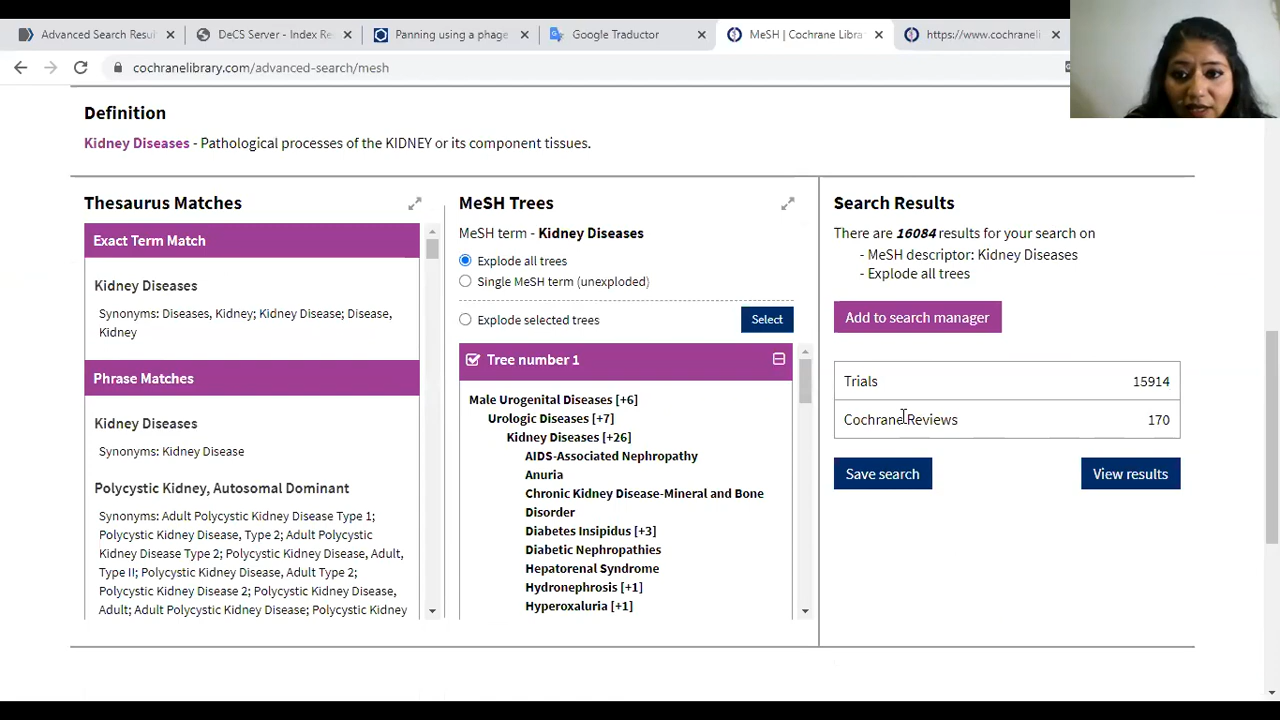 Advanced Search Resu
DeCS Server - Index Re
Panning using a phage
Google Traductor
MeSH | Cochrane Libra
https://www.cochraneli
cochranelibrary.com/advanced-search/mesh
Definition
Kidney Diseases - Pathological processes of the KIDNEY or its component tissues.
Thesaurus Matches
Exact Term Match
Kidney Diseases
Synonyms: Diseases, Kidney; Kidney Disease; Disease,
Kidney
Phrase Matches
Kidney Diseases
Synonyms: Kidney Disease
Polycystic Kidney, Autosomal Dominant
Synonyms: Adult Polycystic Kidney Disease Type 1;
Polycystic Kidney Disease, Type 2; Adult Polycystic
Kidney Disease Type 2; Polycystic Kidney Disease, Adult,
Type II; Polycystic Kidney Disease, Adult Type 2;
Polycystic Kidney Disease 2; Polycystic Kidney Disease,
Adult; Adult Polycystic Kidney Disease; Polycystic Kidney
MeSH Trees
MeSH term - Kidney Diseases
Explode all trees
Single MeSH term (unexploded)
Explode selected trees
Select
Tree number 1
Male Urogenital Diseases [+6]
Urologic Diseases [+7]
Kidney Diseases [+26]
AIDS-Associated Nephropathy
Anuria
Chronic Kidney Disease-Mineral and Bone
Disorder
Diabetes Insipidus [+3]
Diabetic Nephropathies
Hepatorenal Syndrome
Hydronephrosis [+1]
Hyperoxaluria [+1]
Search Results
There are 16084 results for your search on
- MeSH descriptor: Kidney Diseases
- Explode all trees
Add to search manager
Trials 15914
Cochrane Reviews 170
Save search
View results